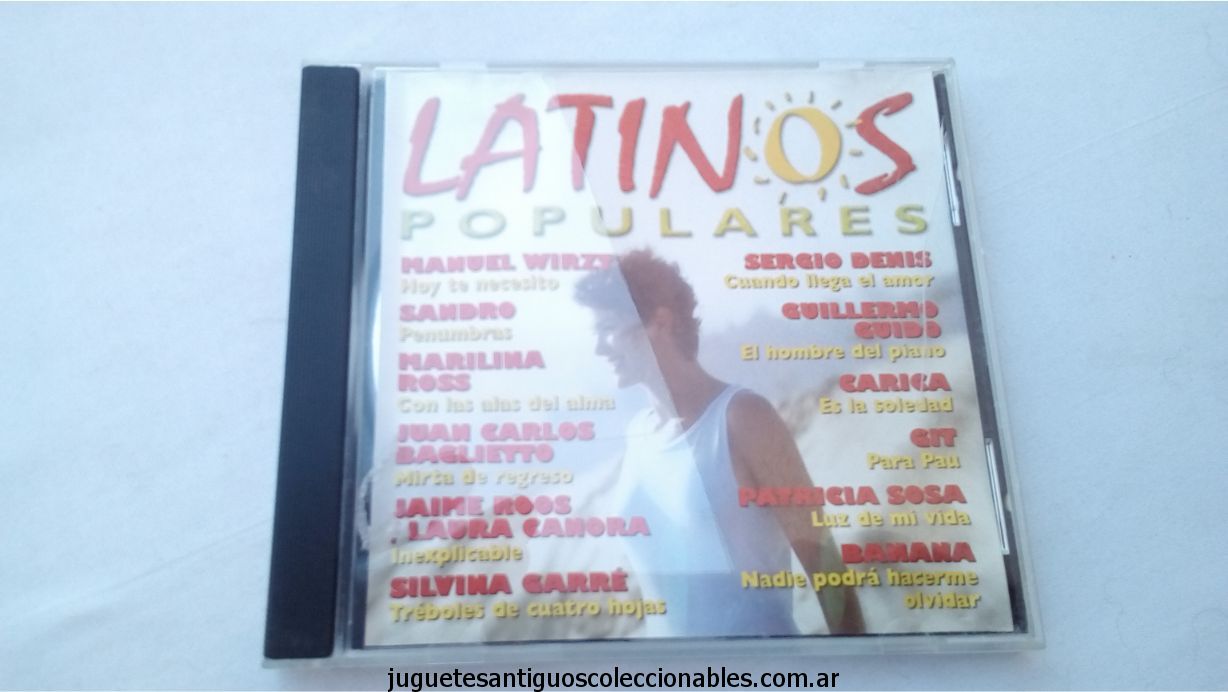 LATINOS
POPULARES
MANUEL WIRZT
Hoy te necesito
SANDRO
Penumbras
MARILINA
ROSS
Con las alas del alma
JUAN CARLOS
BAGLIETTO
Mirta de regreso
JAIME ROOS
. LAURA CANORA
Inexplicable
SILVINA GARRÉ
Tréboles de cuatro hojas
SERGIO DENIS
Cuando llega el amor
GUILLERMO
GUIDO
El hombre del piano
CARICA
Es la soledad
GIT
Para Pau
PATRICIA SOSA
Luz de mi vida
BANANA
Nadie podrá hacerme
olvidar
juguetesantiguoscoleccionables.com.ar